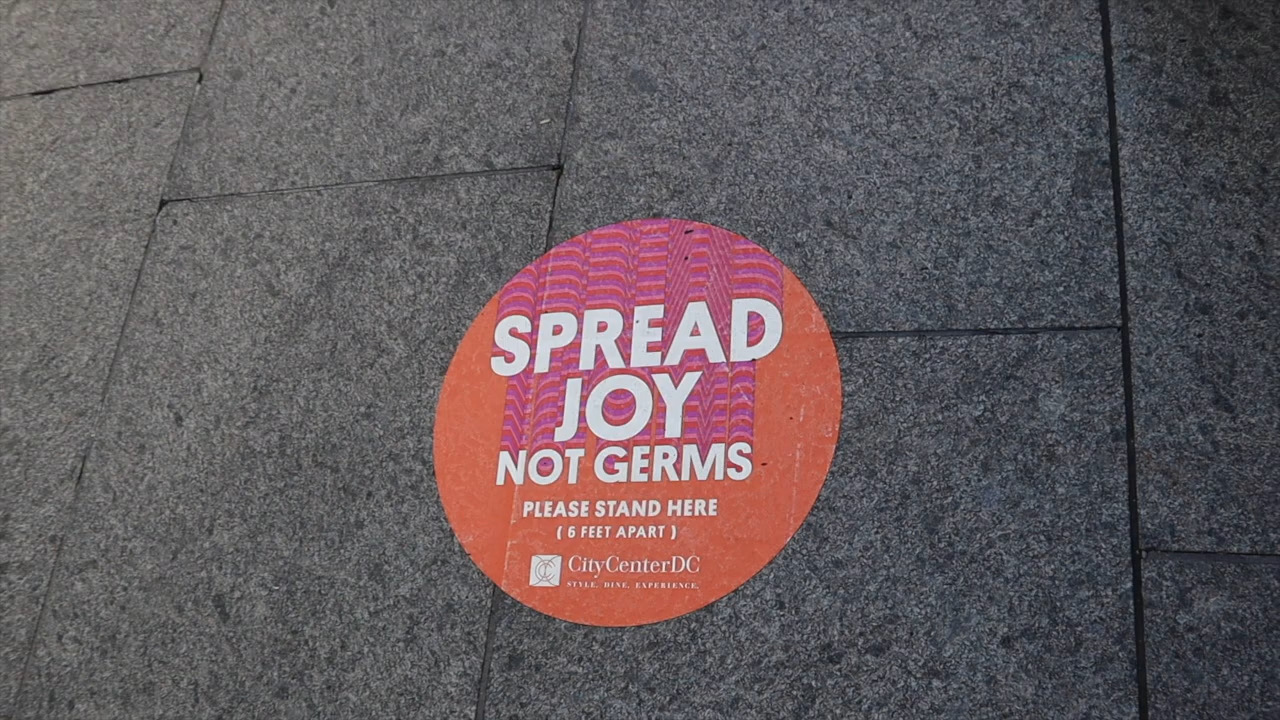 SPREAD
JOY
NOT GERMS
PLEASE STAND HERE
( 6 FEET APART )
CityCenterDC
STYLE. DINE. EXPERIENCE.